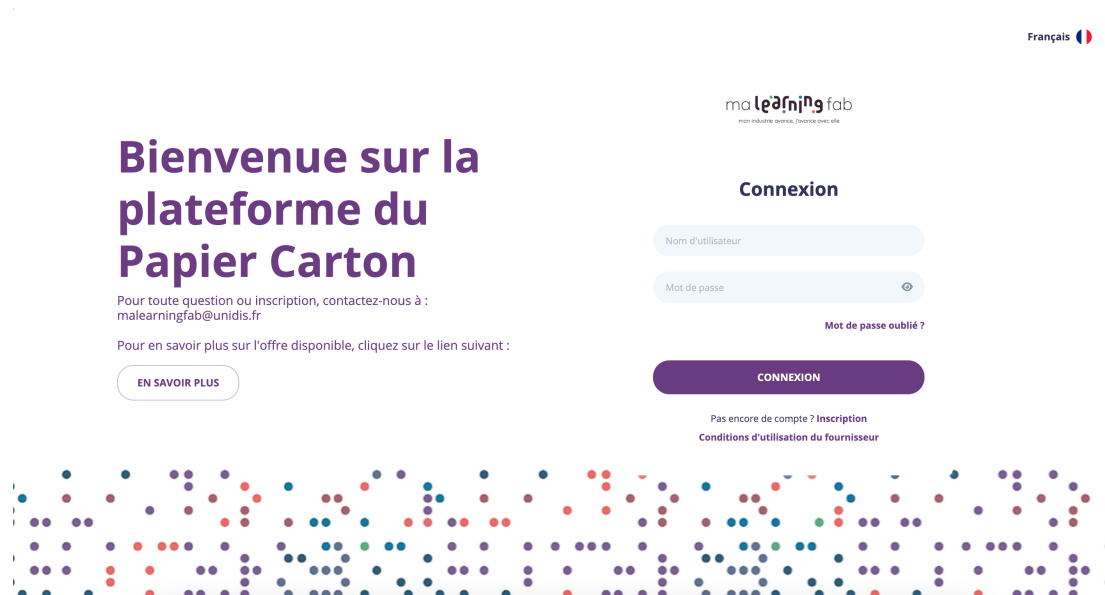 Français
ma learning fab
mon industrie avance, j'avance avec elle
Bienvenue sur la
plateforme du
Papier Carton
Pour toute question ou inscription, contactez-nous à :
malearningfab@unidis.fr
Pour en savoir plus sur l'offre disponible, cliquez sur le lien suivant :
EN SAVOIR PLUS
Connexion
Nom d'utilisateur
Mot de passe
Mot de passe oublié ?
CONNEXION
Pas encore de compte ? Inscription
Conditions d'utilisation du fournisseur